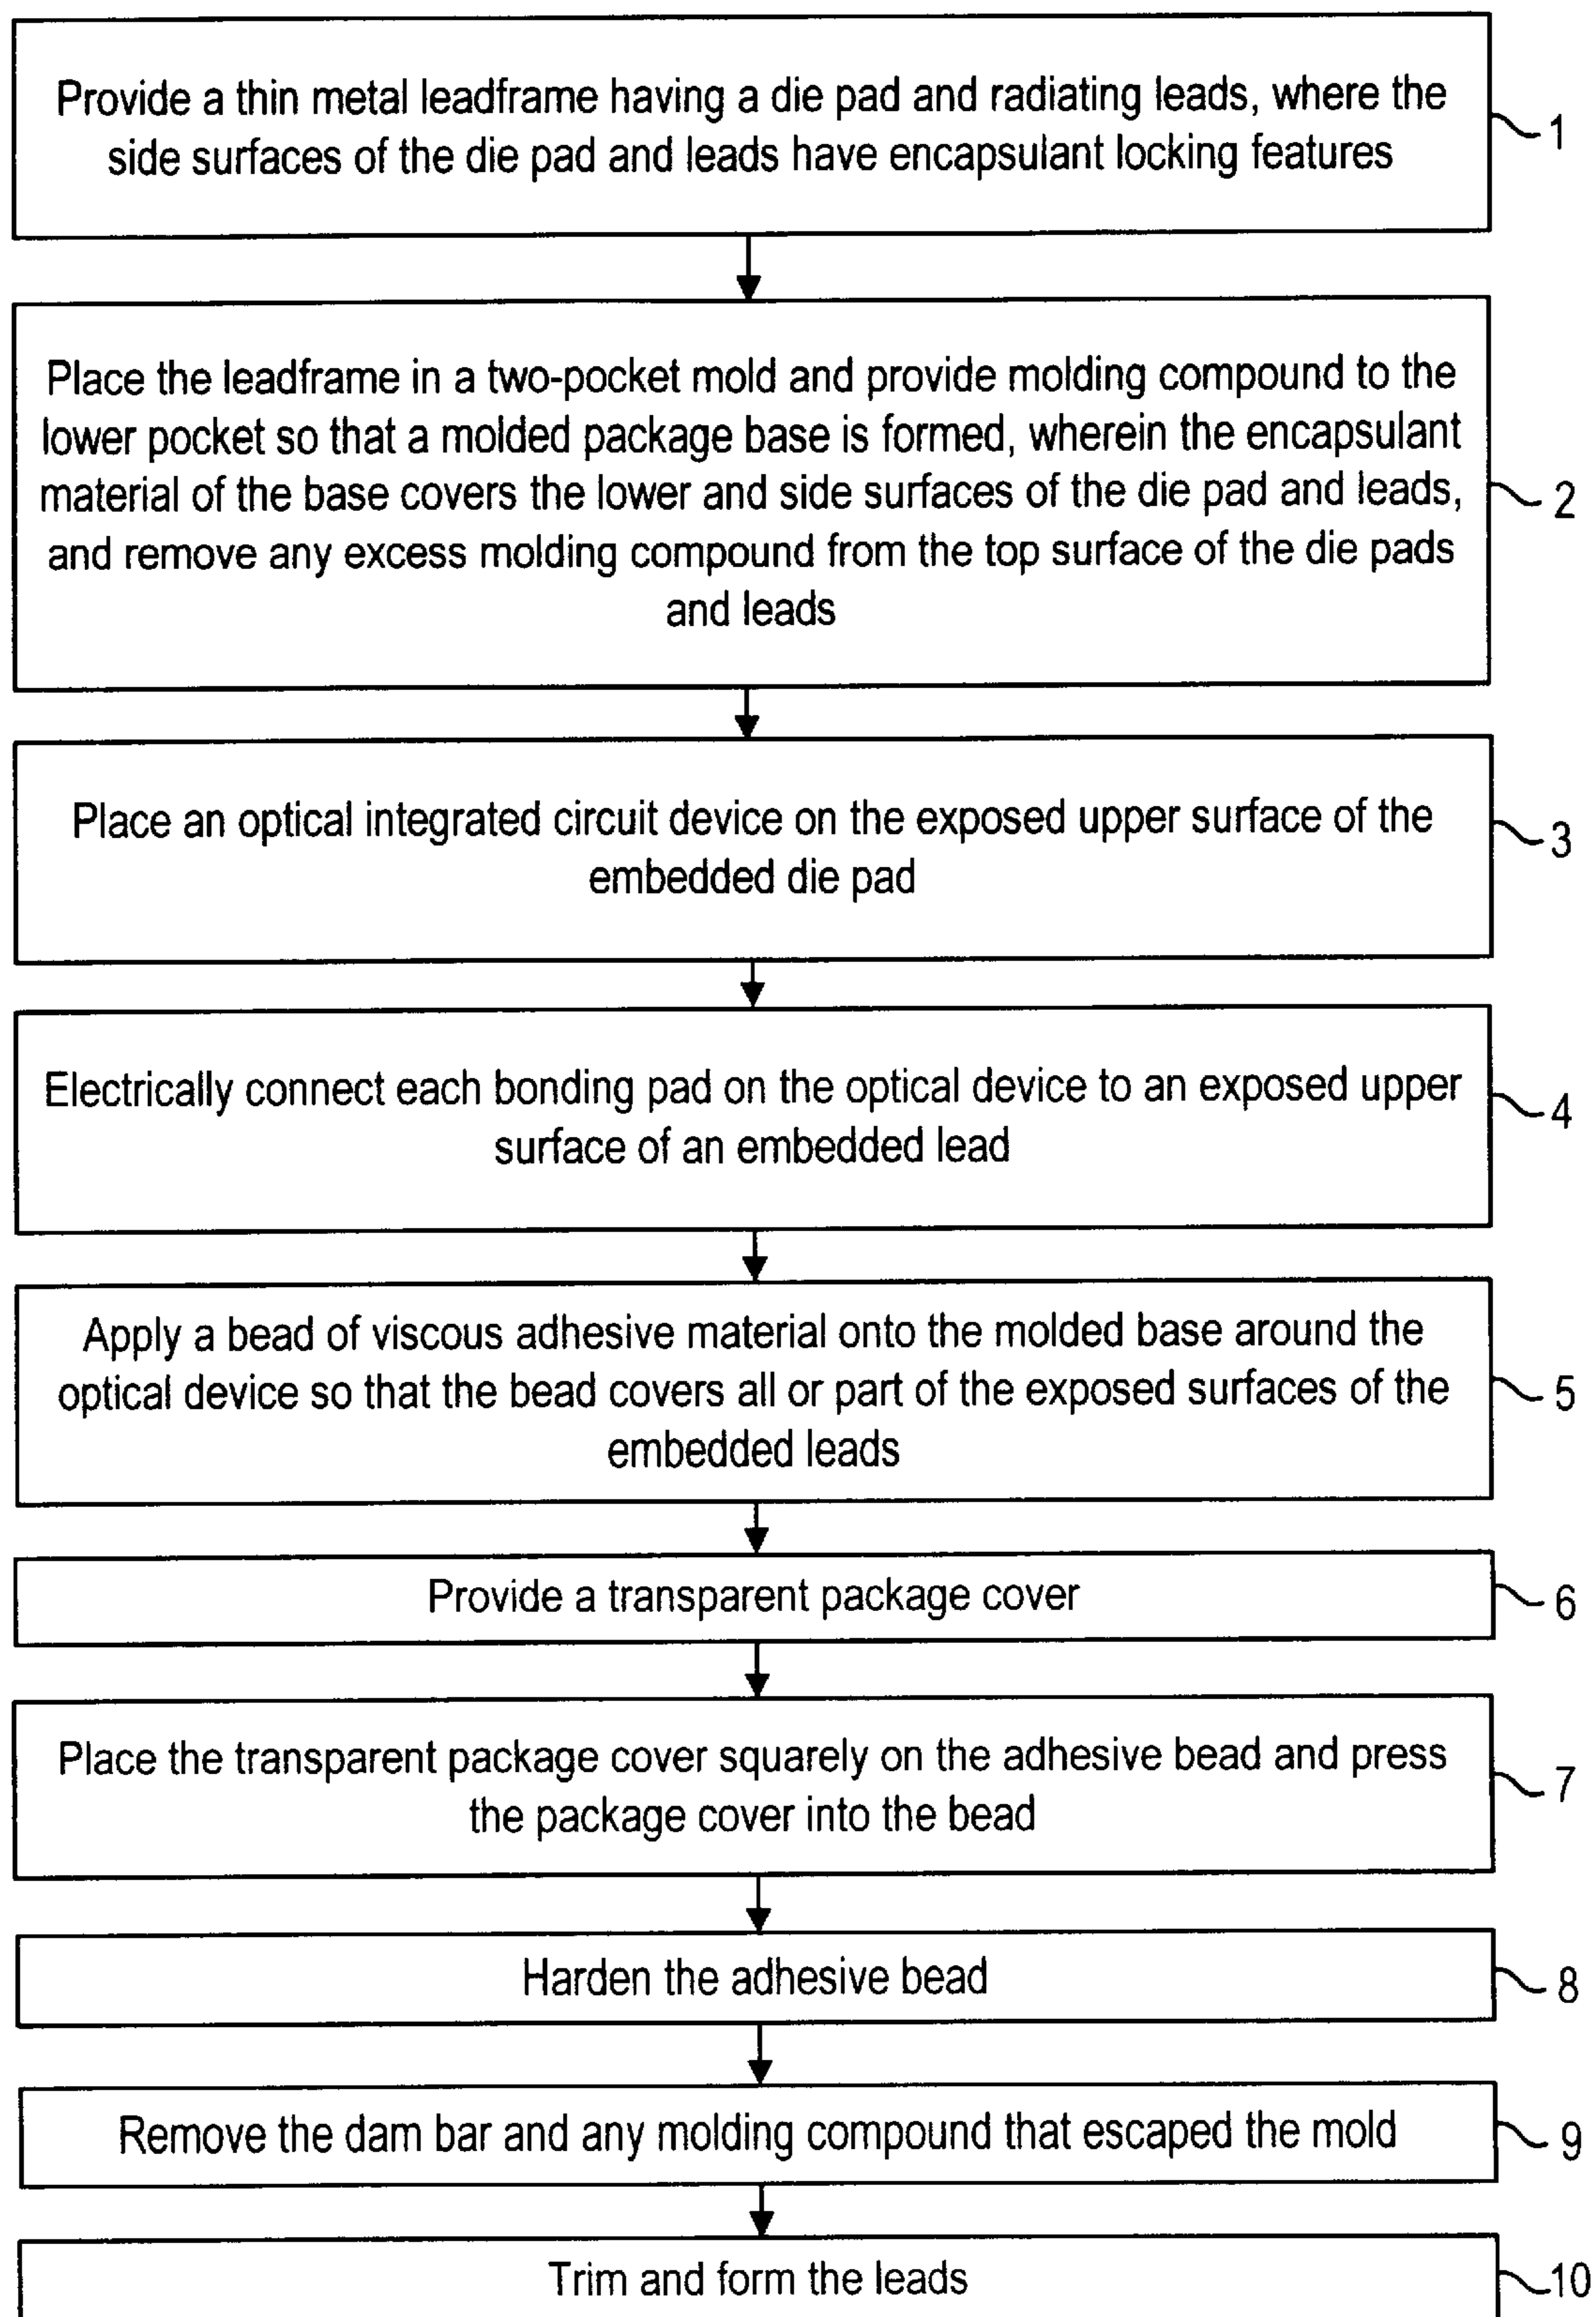 Provide a thin metal leadframe having a die pad and radiating leads, where the
side surfaces of the die pad and leads have encapsulant locking features
1
Place the leadframe in a two-pocket mold and provide molding compound to the
lower pocket so that a molded package base is formed, wherein the encapsulant
material of the base covers the lower and side surfaces of the die pad and leads,
and remove any excess molding compound from the top surface of the die pads
and leads
2
Place an optical integrated circuit device on the exposed upper surface of the
embedded die pad
3
Electrically connect each bonding pad on the optical device to an exposed upper
surface of an embedded lead
4
Apply a bead of viscous adhesive material onto the molded base around the
optical device so that the bead covers all or part of the exposed surfaces of the
embedded leads
5
Provide a transparent package cover
6
Place the transparent package cover squarely on the adhesive bead and press
the package cover into the bead
7
Harden the adhesive bead
8
Remove the dam bar and any molding compound that escaped the mold
9
Trim and form the leads
10